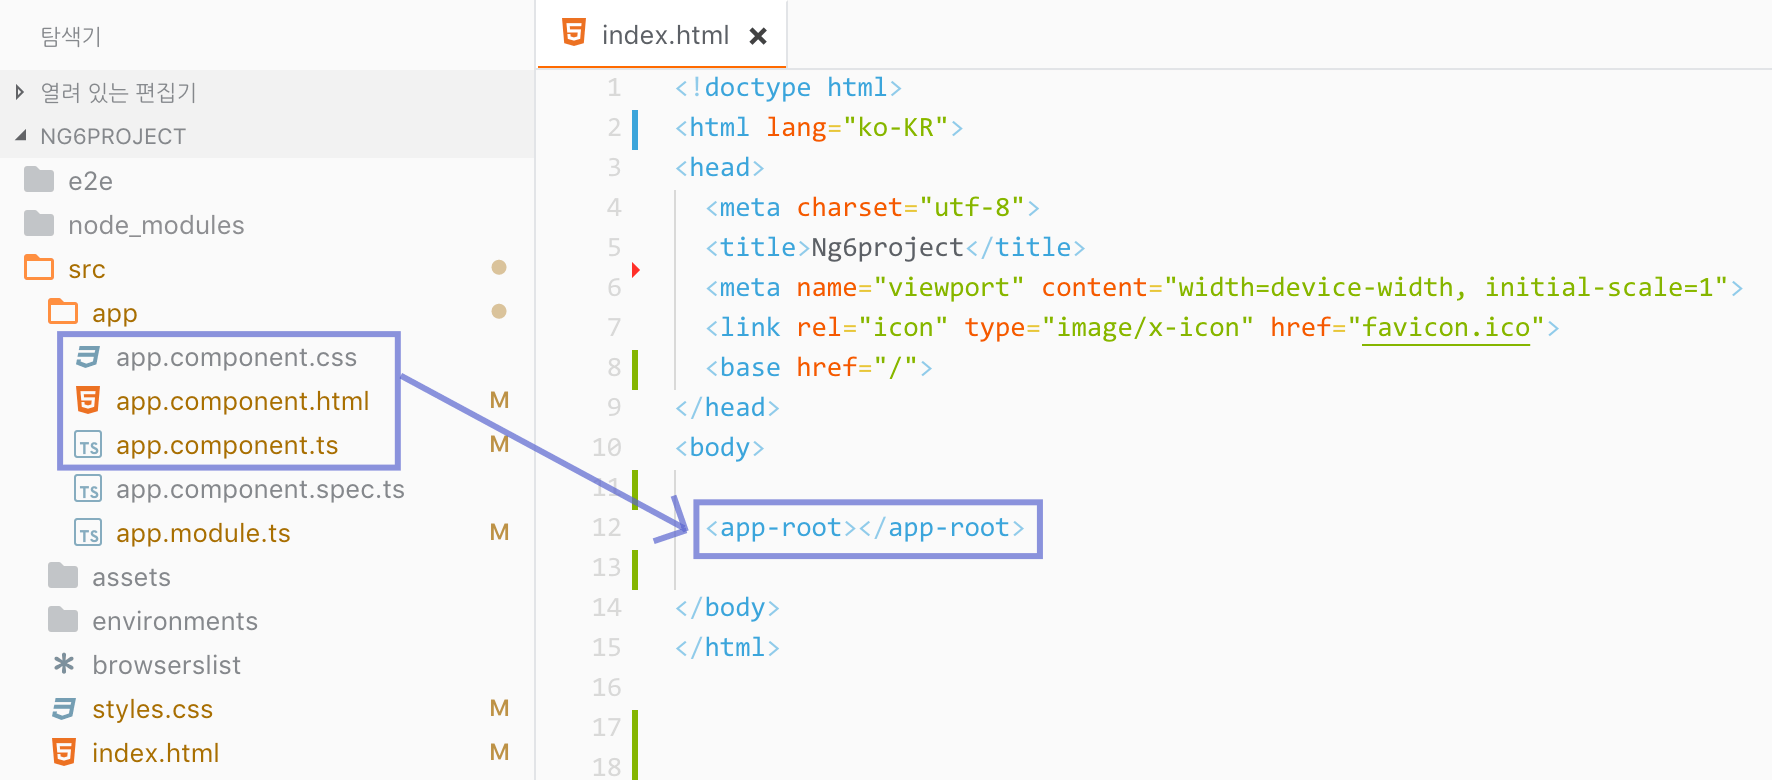 탐색기
열려 있는 편집기
NG6PROJECT
e2e
node_modules
src
app
app.component.css
app.component.html M
app.component.ts M
app.component.spec.ts
app.module.ts M
assets
environments
browserslist
styles.css M
index.html M
index.html
1 <!doctype html>
2 <html lang="ko-KR">
3 <head>
4 <meta charset="utf-8">
5 <title>Ng6project</title>
6 <meta name="viewport" content="width=device-width, initial-scale=1">
7 <link rel="icon" type="image/x-icon" href="favicon.ico">
8 <base href="/">
9 </head>
10 <body>
11
12 <app-root></app-root>
13
14 </body>
15 </html>
16
17
18